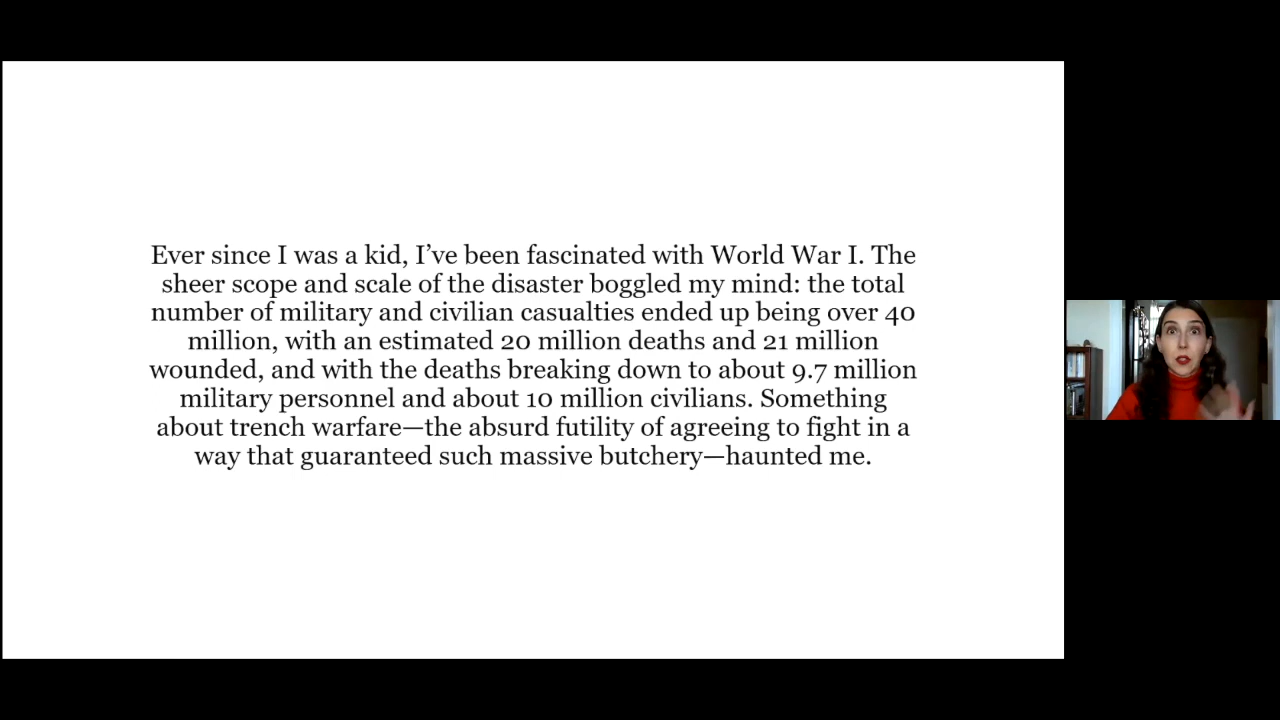 Ever since I was a kid, I’ve been fascinated with World War I. The
sheer scope and scale of the disaster boggled my mind: the total
number of military and civilian casualties ended up being over 40
million, with an estimated 20 million deaths and 21 million
wounded, and with the deaths breaking down to about 9.7 million
military personnel and about 10 million civilians. Something
about trench warfare—the absurd futility of agreeing to fight in a
way that guaranteed such massive butchery—haunted me.